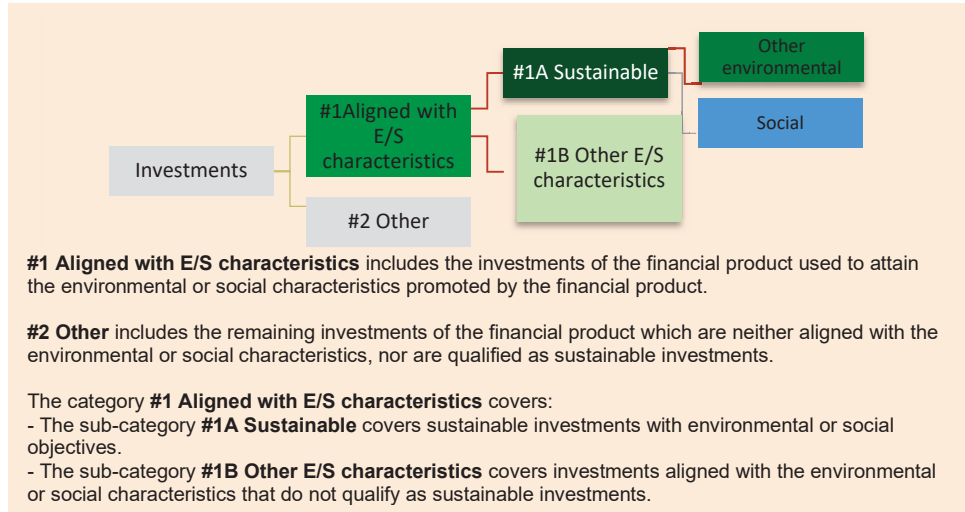 #1A Sustainable
Other
environmental
#1Aligned with
E/S
characteristics
Social
#1B Other E/S
characteristics
Investments
#2 Other
#1 Aligned with E/S characteristics includes the investments of the financial product used to attain
the environmental or social characteristics promoted by the financial product.
#2 Other includes the remaining investments of the financial product which are neither aligned with the
environmental or social characteristics, nor are qualified as sustainable investments.
The category #1 Aligned with E/S characteristics covers:
- The sub-category #1A Sustainable covers sustainable investments with environmental or social
objectives.
- The sub-category #1B Other E/S characteristics covers investments aligned with the environmental
or social characteristics that do not qualify as sustainable investments.